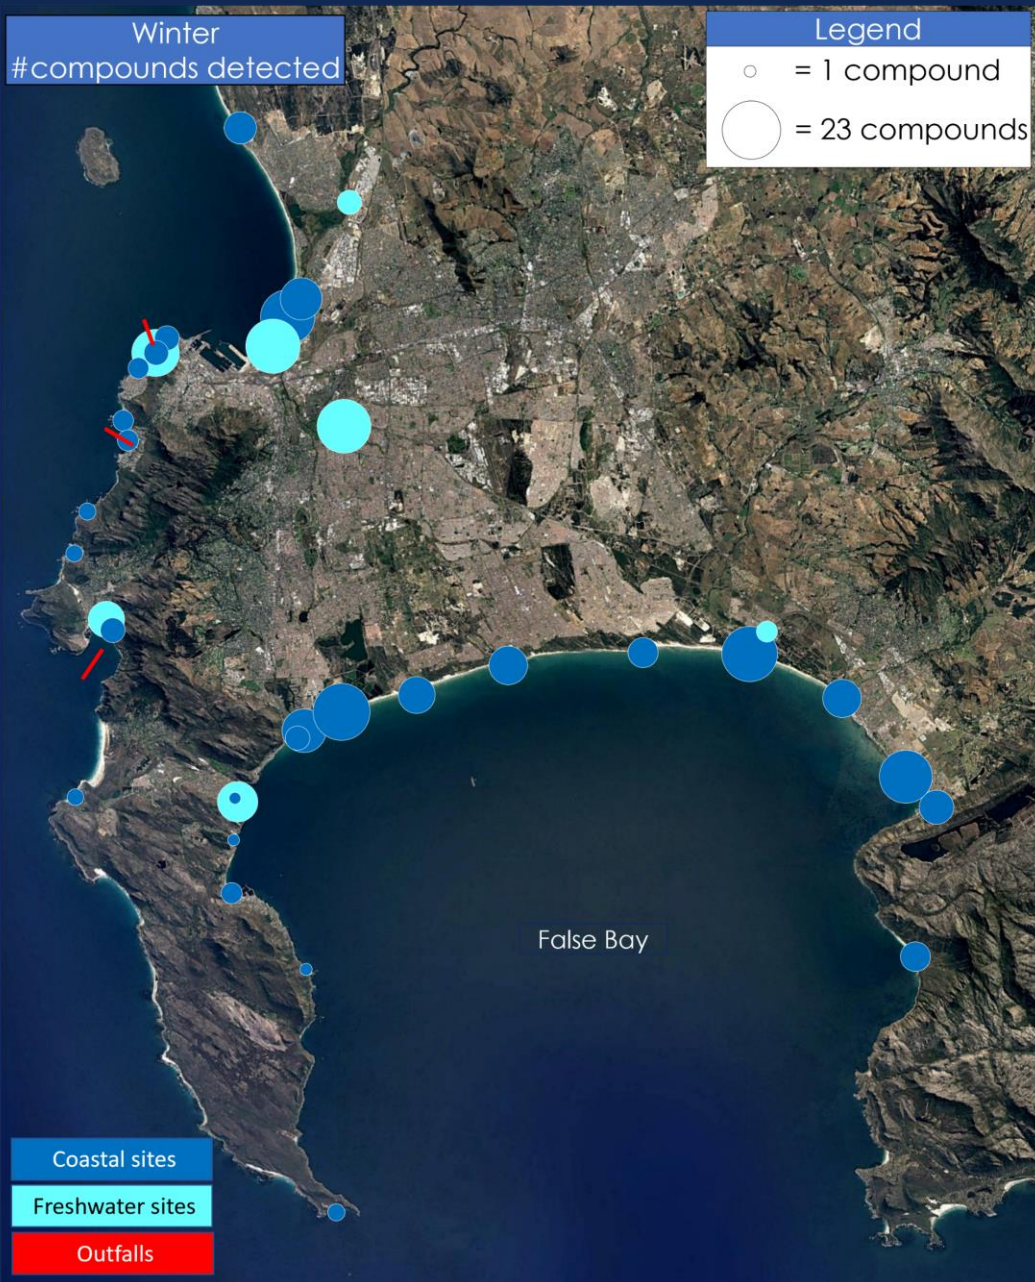 Winter
#compounds detected
Legend
= 1 compound
= 23 compounds
False Bay
Coastal sites
Freshwater sites
Outfalls